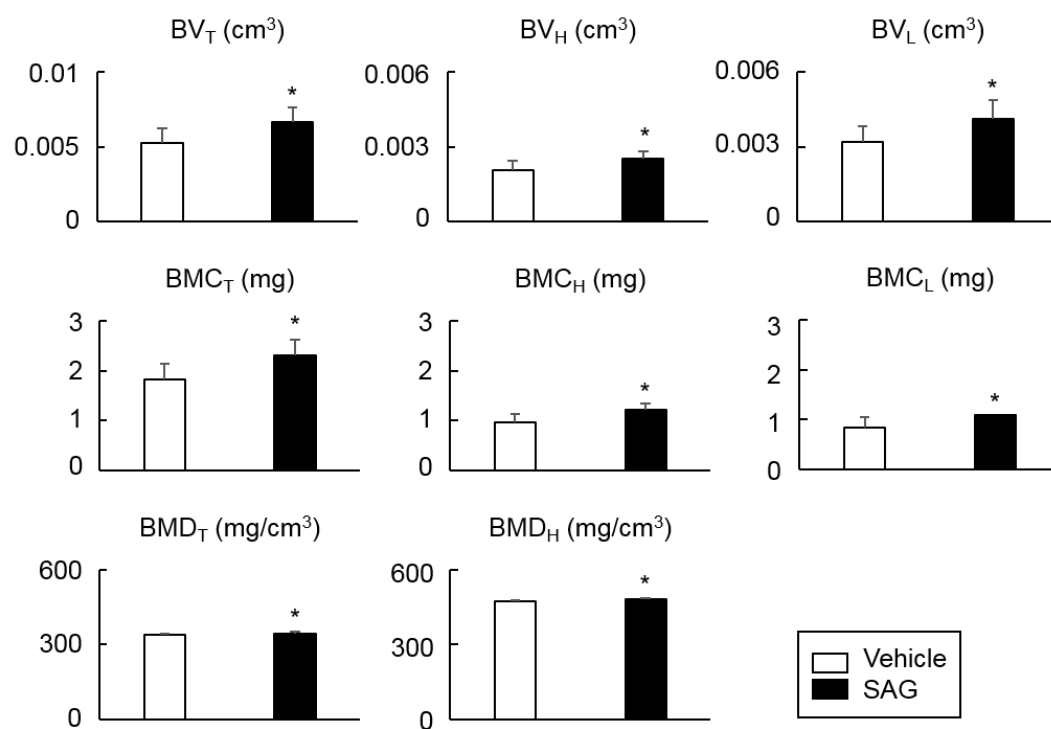 BV_T (cm³) BV_H (cm³) BV_L (cm³)
0.01 0.006 0.006
* * *
0.005 0.003 0.003
0 0 0
BMC_T (mg) BMC_H (mg) BMC_L (mg)
3 3 3
* * *
2 2 2
1 1 1
0 0 0
BMD_T (mg/cm³) BMD_H (mg/cm³)
600 600
* *
300 300
0 0
Vehicle
SAG